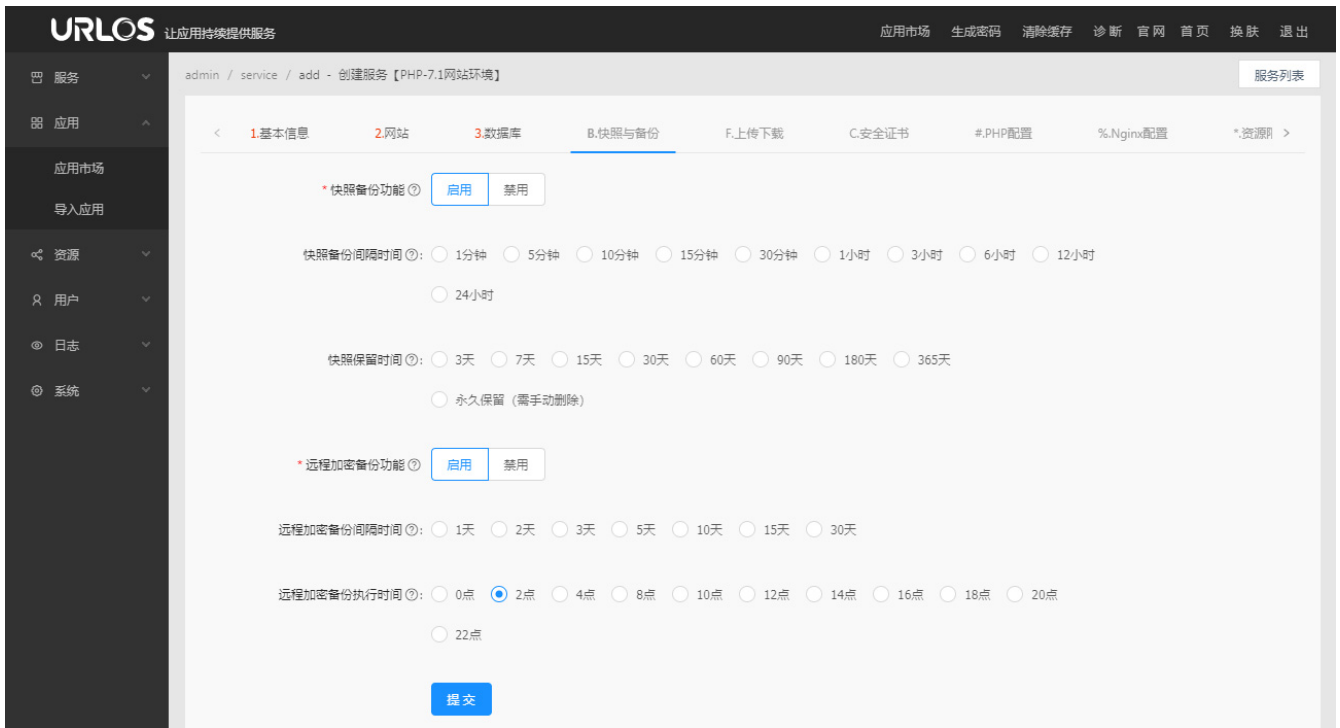 URLOS 让应用持续提供服务 应用市场 生成密码 清除缓存 诊断 官网 首页 换肤 退出
服务
admin / service / add - 创建服务【PHP-7.1网站环境】 服务列表
应用
1.基本信息 2.网站 3.数据库 B.快照与备份 F.上传下载 C.安全证书 #.PHP配置 %.Nginx配置 *.资源
应用市场
* 快照备份功能 启用 禁用
导入应用
资源
快照备份间隔时间: 1分钟 5分钟 10分钟 15分钟 30分钟 1小时 3小时 6小时 12小时
24小时
用户
日志
快照保留时间: 3天 7天 15天 30天 60天 90天 180天 365天
系统
永久保留（需手动删除）
* 远程加密备份功能 启用 禁用
远程加密备份间隔时间: 1天 2天 3天 5天 10天 15天 30天
远程加密备份执行时间: 0点 2点 4点 8点 10点 12点 14点 16点 18点 20点
22点
提交